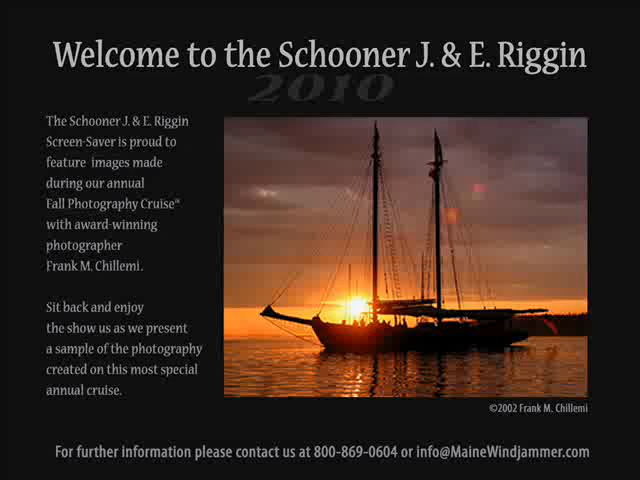 Welcome to the Schooner J. & E. Riggin
2010
The Schooner J. & E. Riggin
Screen-Saver is proud to
feature images made
during our annual
Fall Photography Cruise℠
with award-winning
photographer
Frank M. Chillemi.
Sit back and enjoy
the show us as we present
a sample of the photography
created on this most special
annual cruise.
©2002 Frank M. Chillemi
For further information please contact us at 800-869-0604 or info@MaineWindjammer.com